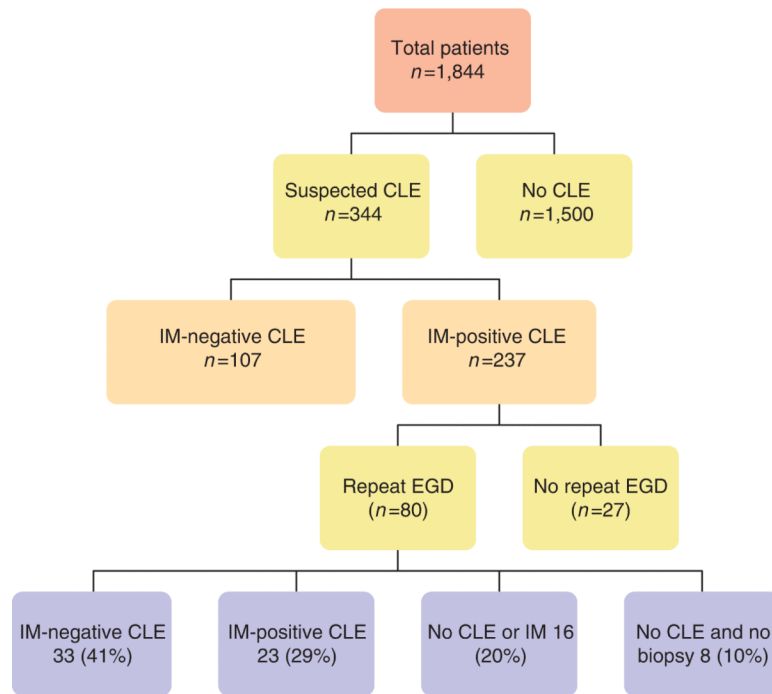 Total patients
n=1,844
Suspected CLE
n=344
No CLE
n=1,500
IM-negative CLE
n=107
IM-positive CLE
n=237
Repeat EGD
(n=80)
No repeat EGD
(n=27)
IM-negative CLE
33 (41%)
IM-positive CLE
23 (29%)
No CLE or IM 16
(20%)
No CLE and no
biopsy 8 (10%)